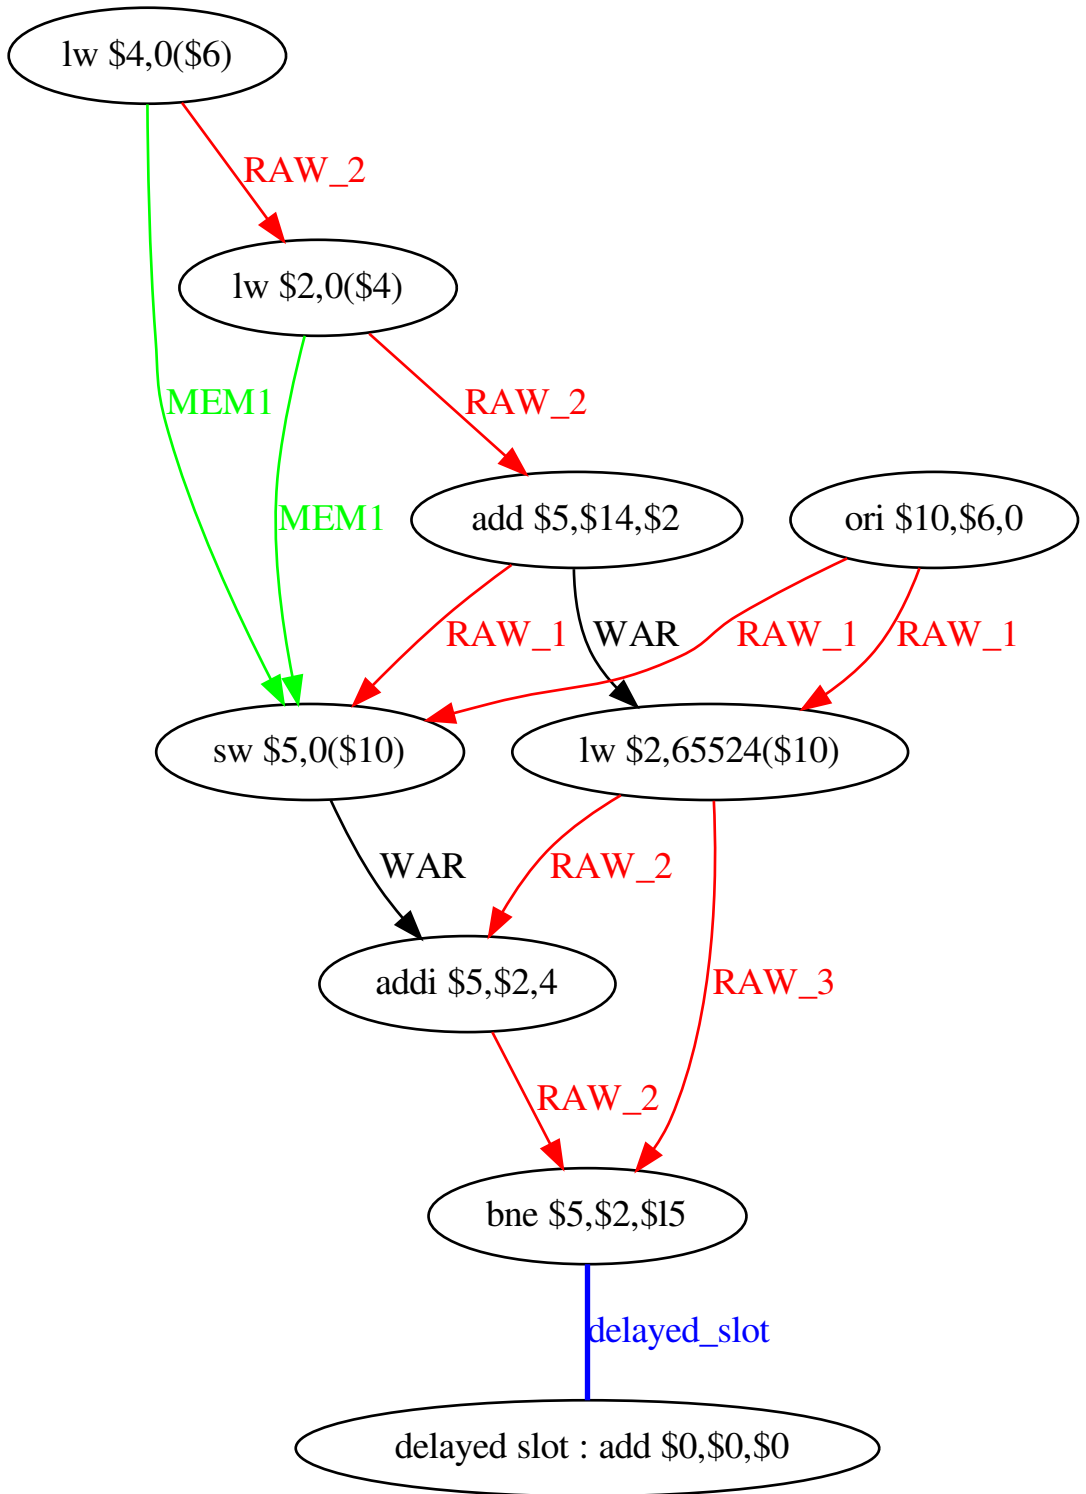 lw $4,0($6)
RAW_2
lw $2,0($4)
MEM1
RAW_2
MEM1
add $5,$14,$2
ori $10,$6,0
RAW_1
WAR
RAW_1
RAW_1
sw $5,0($10)
lw $2,65524($10)
WAR
RAW_2
addi $5,$2,4
RAW_3
RAW_2
bne $5,$2,$l5
delayed_slot
delayed slot : add $0,$0,$0